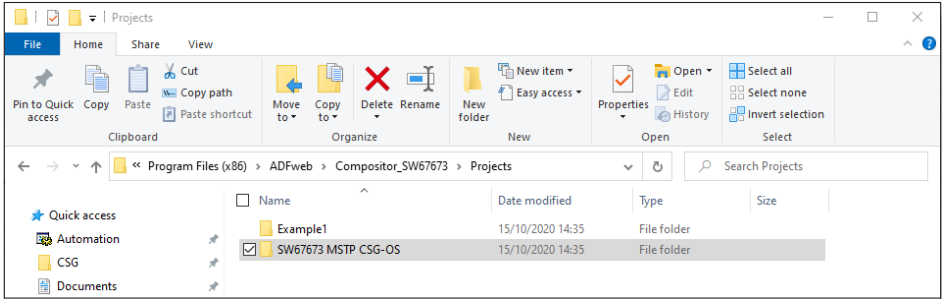 Projects
File Home Share View
Pin to Quick access
Copy
Paste
Cut
Copy path
Paste shortcut
Clipboard
Move to
Copy to
Delete
Rename
Organize
New folder
New item
Easy access
New
Properties
Open
Edit
History
Open
Select all
Select none
Invert selection
Select
« Program Files (x86) > ADFweb > Compositor_SW67673 > Projects
Search Projects
Name Date modified Type Size
Quick access
Automation
CSG
Documents
Example1 15/10/2020 14:35 File folder
SW67673 MSTP CSG-OS 15/10/2020 14:35 File folder